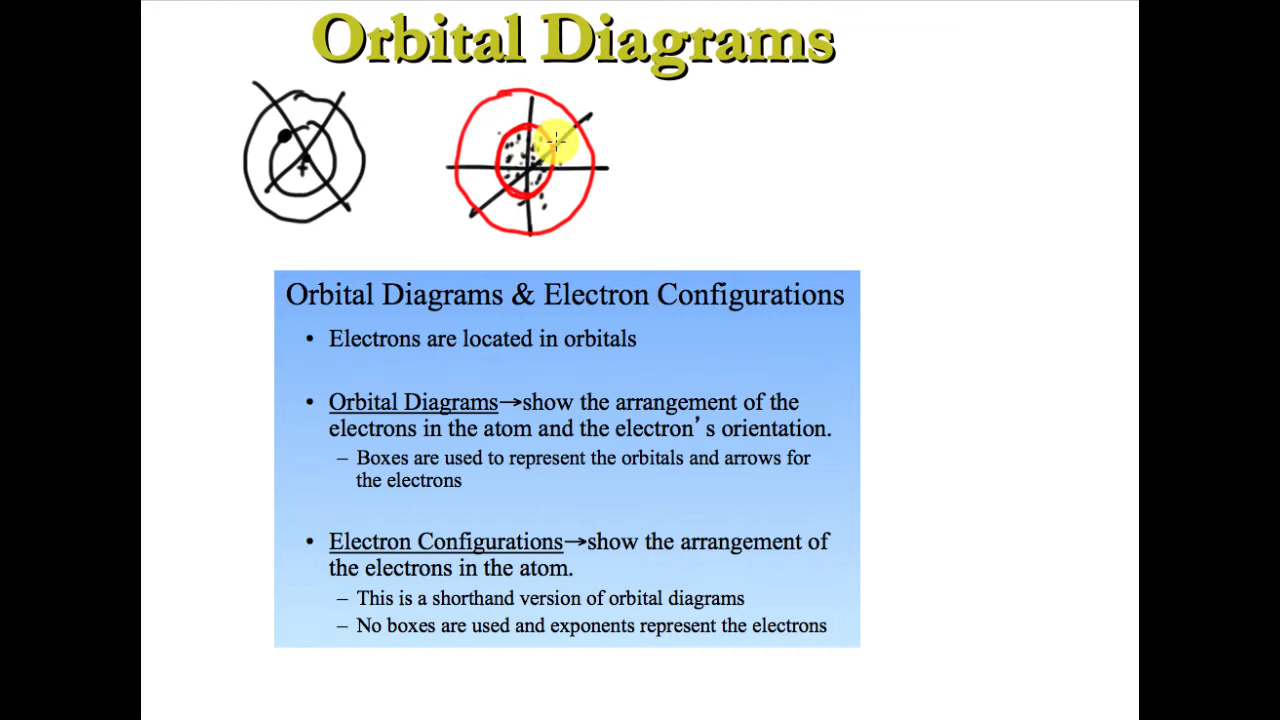 Orbital Diagrams
+
Orbital Diagrams & Electron Configurations
• Electrons are located in orbitals
• Orbital Diagrams→show the arrangement of the
electrons in the atom and the electron's orientation.
– Boxes are used to represent the orbitals and arrows for
the electrons
• Electron Configurations→show the arrangement of
the electrons in the atom.
– This is a shorthand version of orbital diagrams
– No boxes are used and exponents represent the electrons